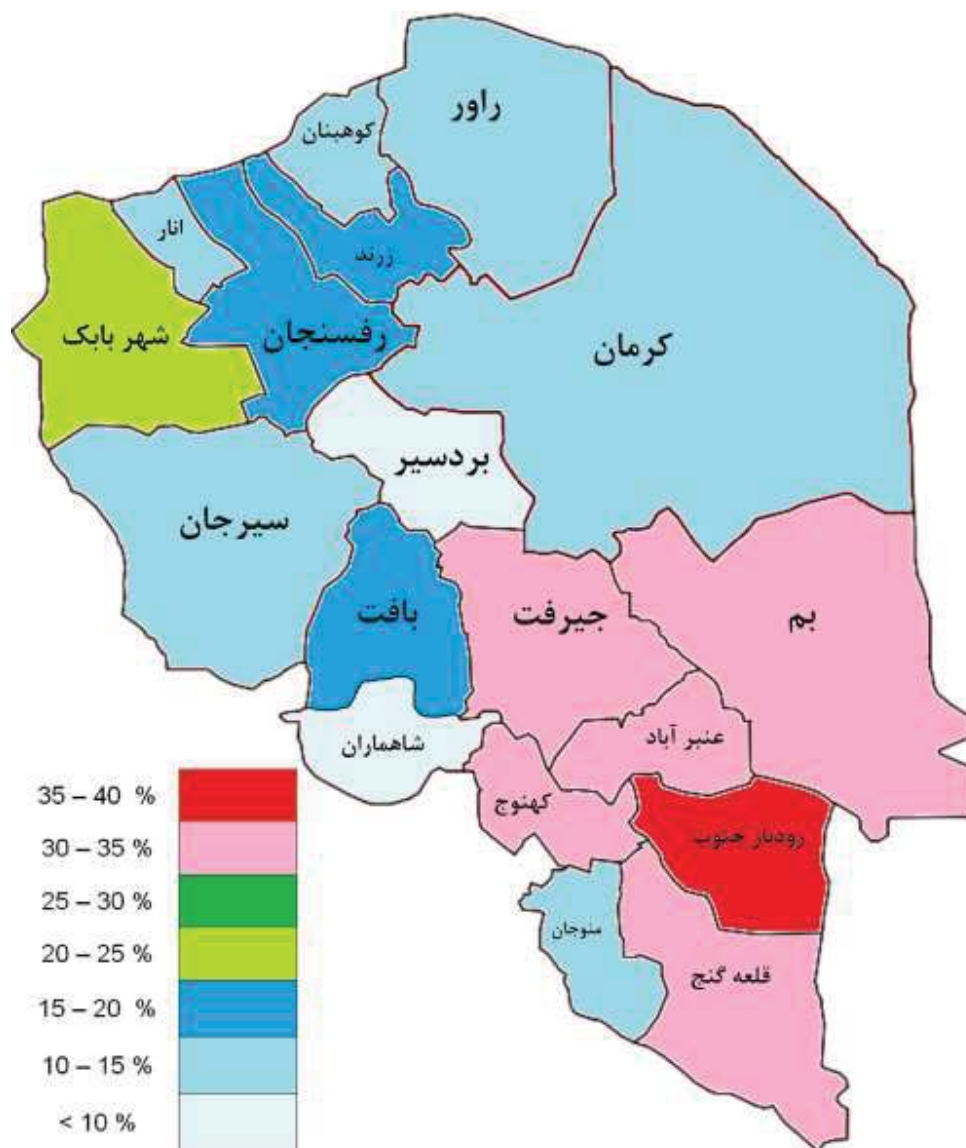 راور
کوهبنان
انار
زرند
شهر بابک
رفسنجان
کرمان
بردسیر
سیرجان
بافت
جیرفت
بم
شاهماران
عنبر آباد
کهنوج
رودبار جنوب
منوجان
قلعه گنج
35 – 40 %
30 – 35 %
25 – 30 %
20 – 25 %
15 – 20 %
10 – 15 %
< 10 %